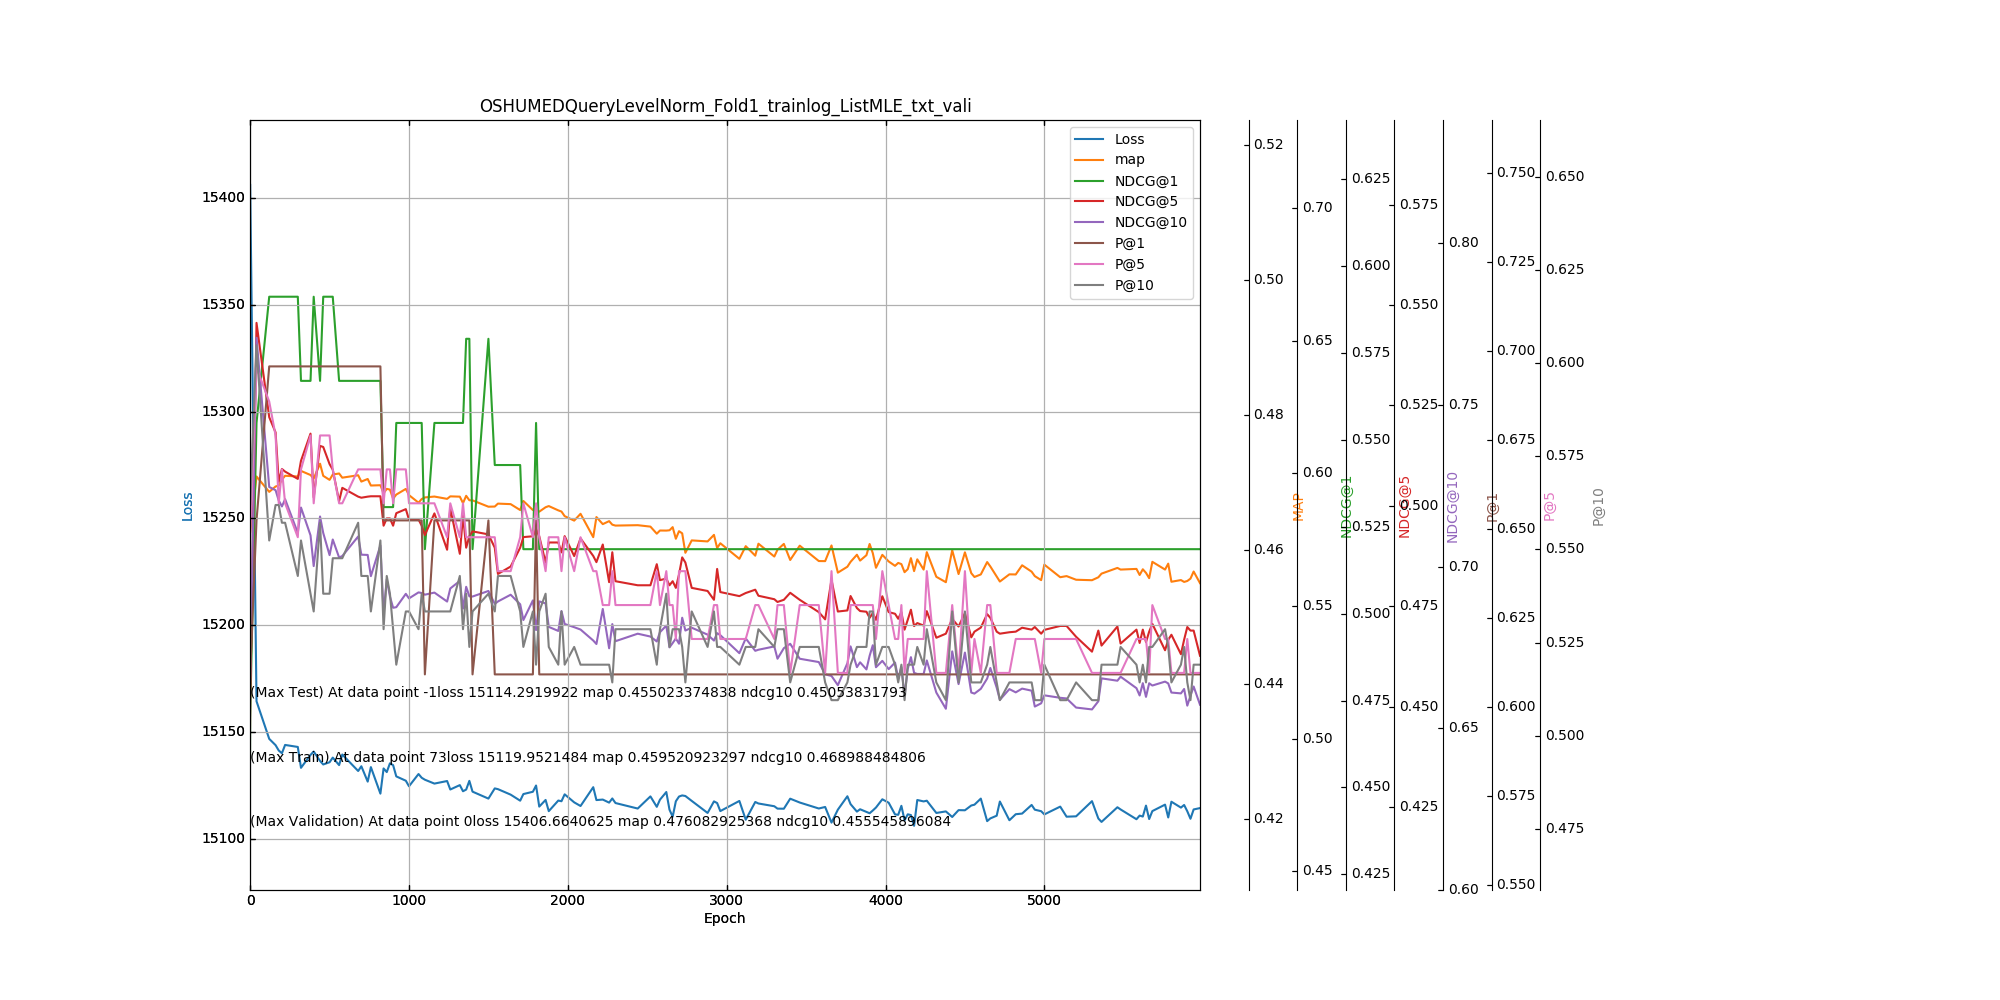 OSHUMEDQueryLevelNorm_Fold1_trainlog_ListMLE_txt_vali
Loss
map
NDCG@1
NDCG@5
NDCG@10
P@1
P@5
P@10
15400
15350
15300
15250
15200
15150
15100
Loss
(Max Test) At data point -1loss 15114.2919922 map 0.455023374838 ndcg10 0.45053831793
(Max Train) At data point 73loss 15119.9521484 map 0.459520923297 ndcg10 0.468988484806
(Max Validation) At data point 0loss 15406.6640625 map 0.476082925368 ndcg10 0.455545896084
0 1000 2000 3000 4000 5000
Epoch
0.52
0.50
0.48
0.46
0.44
0.42
MAP
0.70
0.65
0.60
0.55
0.50
0.45
NDCG@1
0.625
0.600
0.575
0.550
0.525
0.500
0.475
0.450
0.425
NDCG@5
0.575
0.550
0.525
0.500
0.475
0.450
0.425
NDCG@10
0.80
0.75
0.70
0.65
0.60
P@1
0.750
0.725
0.700
0.675
0.650
0.625
0.600
0.575
0.550
P@5
0.650
0.625
0.600
0.575
0.550
0.525
0.500
0.475
P@10